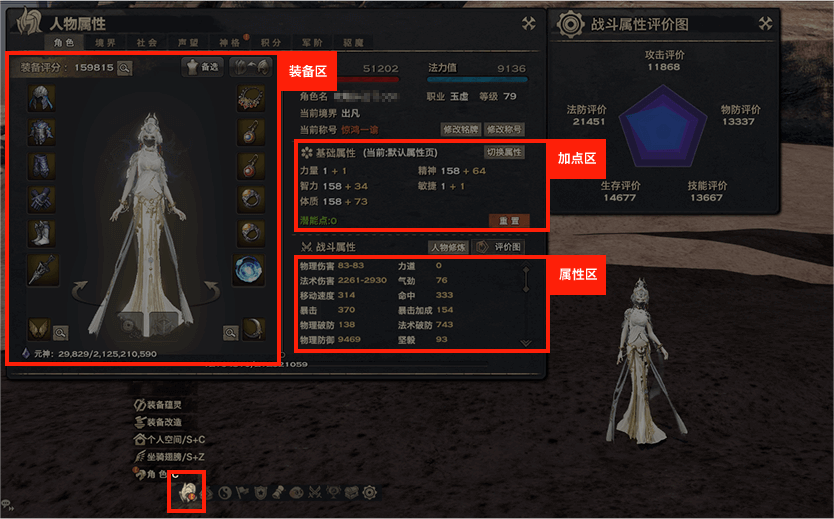 人物属性
角色 境界 社会 声望 神格 积分 军阶 驱魔
装备评分：159815 备选
装备区
51202 法力值 9136
角色名 职业 玉虚 等级 79
当前境界 出凡
当前称号 惊鸿一谪 修改铭牌 修改称号
基础属性 (当前:默认属性页) 切换属性
加点区
力量 1 + 1 精神 158 + 64
智力 158 + 34 敏捷 1 + 1
体质 158 + 73
潜能点:0 重置
战斗属性 人物修炼 评价图
属性区
物理伤害 83-83 力道 0
法术伤害 2261-2930 气劲 76
移动速度 314 命中 333
暴击 370 暴击加成 154
物理破防 138 法术破防 743
物理防御 9469 坚毅 93
元神：29,829/2,125,210,590
战斗属性评价图
攻击评价
11868
法防评价
21451
物防评价
13337
生存评价
14677
技能评价
13667
装备蕴灵
装备改造
个人空间/S+C
坐骑翅膀/S+Z
角 色 C